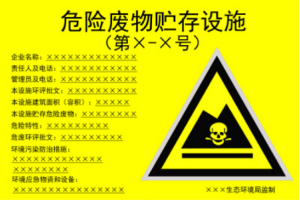 危险废物贮存设施
（第×-×号）
企业名称：×××××××××××××
责任人及电话：×××××××××××
管理员及电话：×××××××××××
本设施环评批文：××××××××××
本设施建筑面积（容积）：×××××
本设施贮存危险废物：××××××××
危险特性：××××××××××
危废环评批文：×××××××××
环境污染防治措施：
×××××××××××××
××××××××
环境应急物资和设备：
××××××××××××××××
×××生态环境局监制